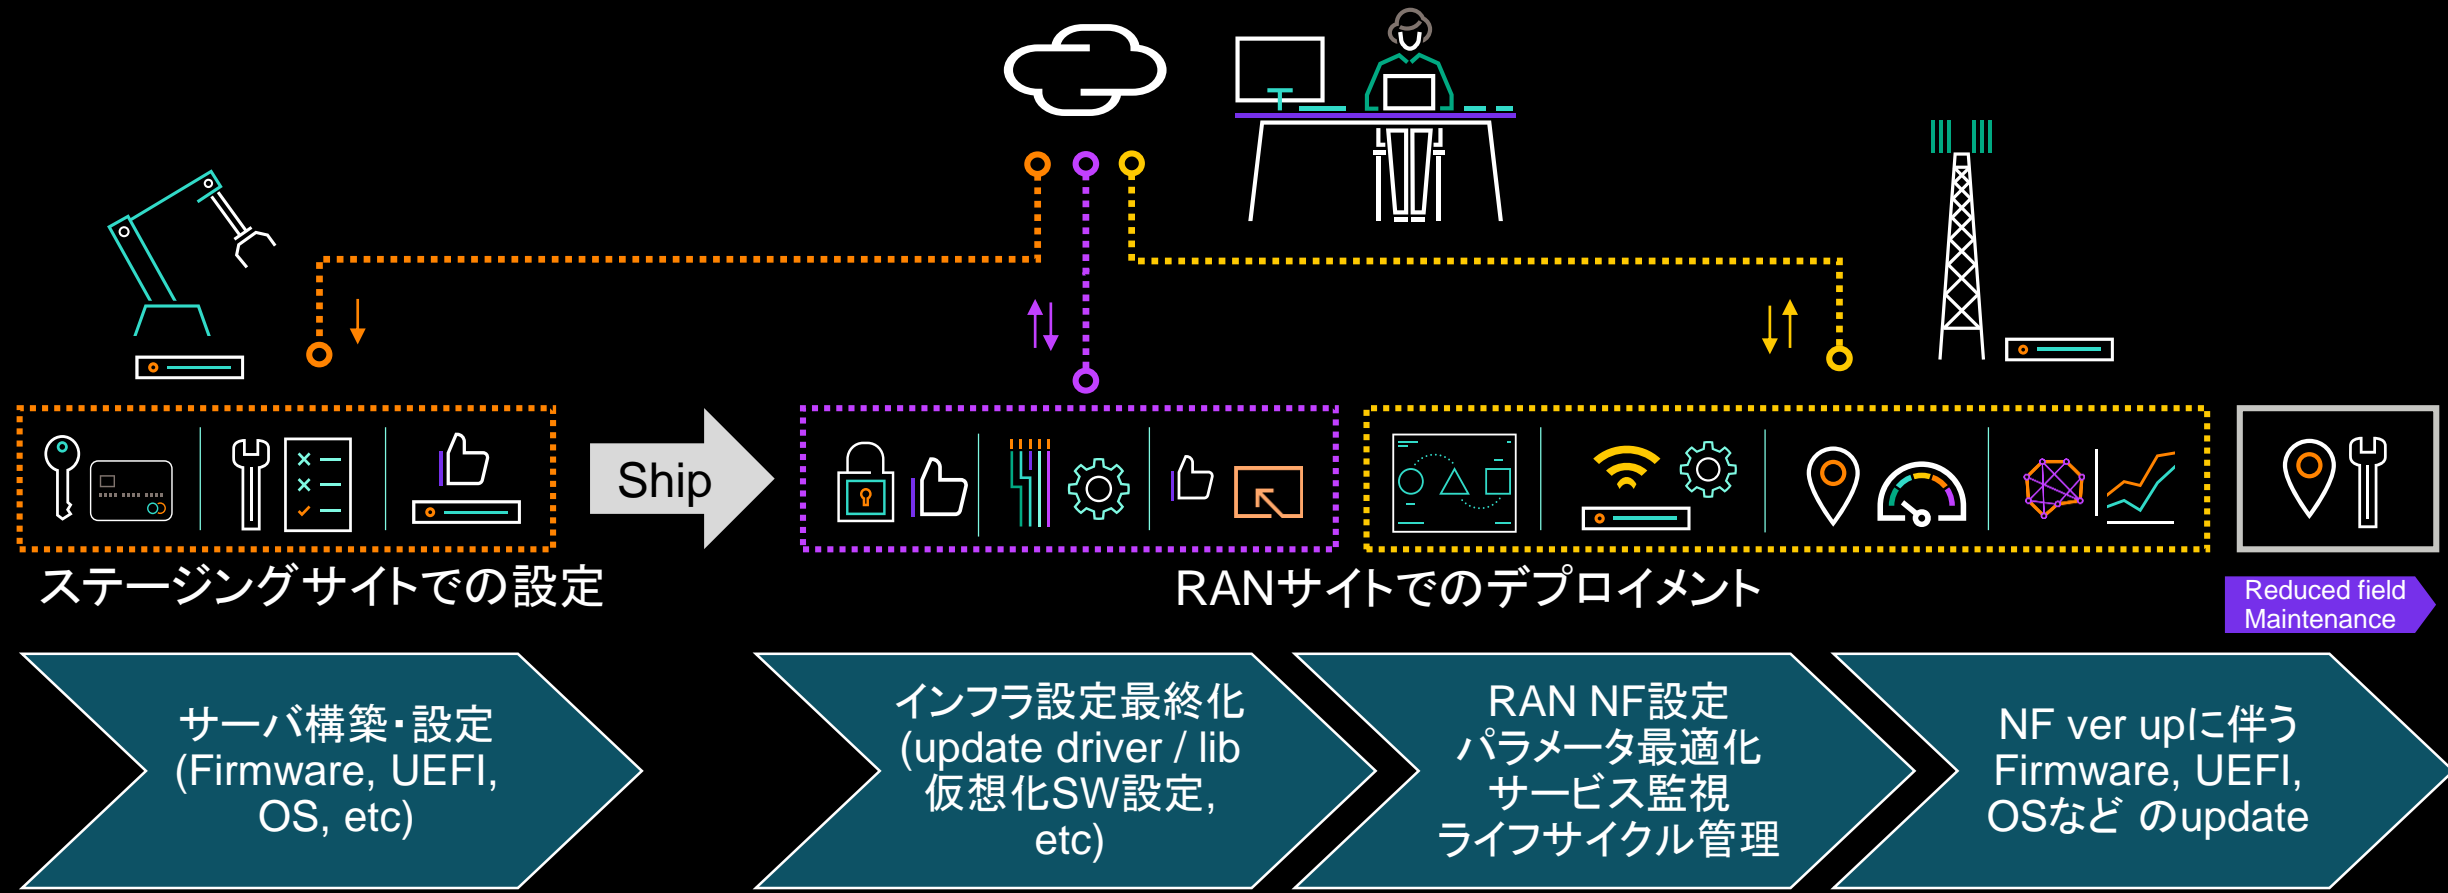 Ship
ステージングサイトでの設定
RANサイトでのデプロイメント
Reduced field
Maintenance
サーバ構築・設定
(Firmware, UEFI,
OS, etc)
インフラ設定最終化
(update driver / lib
仮想化SW設定,
etc)
RAN NF設定
パラメータ最適化
サービス監視
ライフサイクル管理
NF ver upに伴う
Firmware, UEFI,
OSなど のupdate